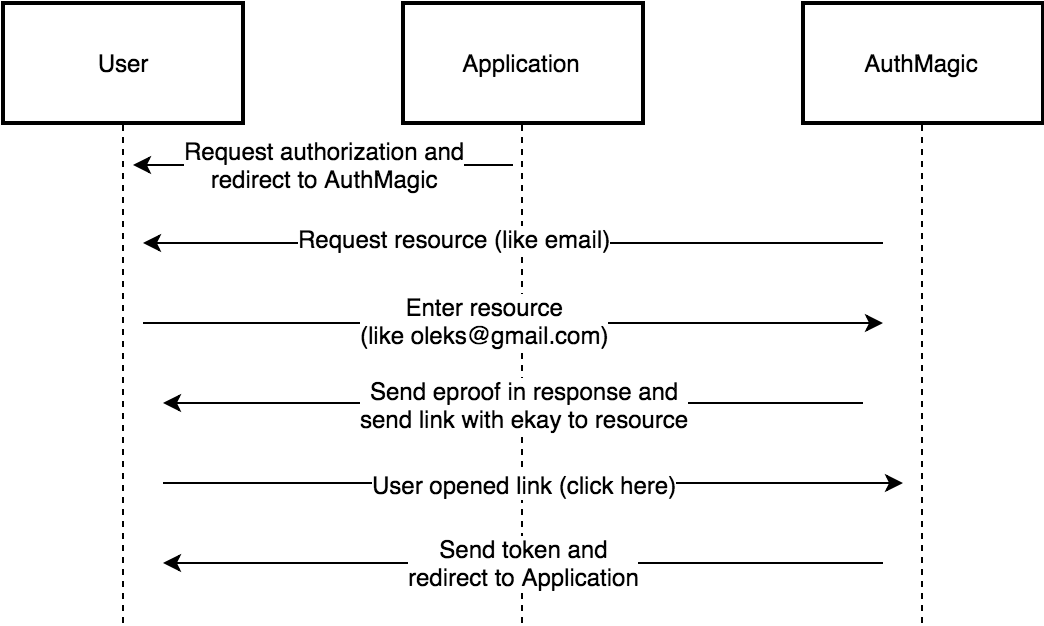 User
Application
AuthMagic
Request authorization and
redirect to AuthMagic
Request resource (like email)
Enter resource
(like oleks@gmail.com)
Send eproof in response and
send link with ekay to resource
User opened link (click here)
Send token and
redirect to Application